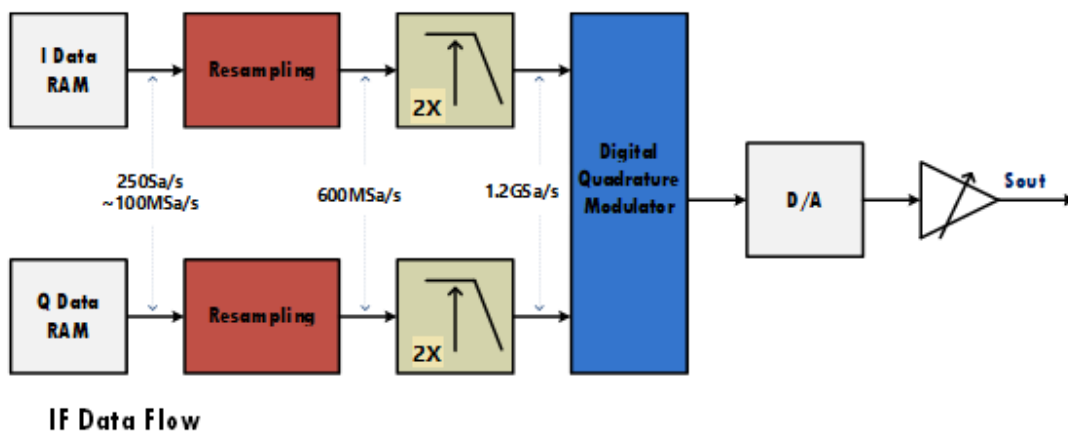 I Data
RAM
Resampling
2X
250Sa/s
~100MSa/s
600MSa/s
1.2GSa/s
Digital
Quadrature
Modulator
D/A
Sout
Q Data
RAM
Resampling
2X
IF Data Flow